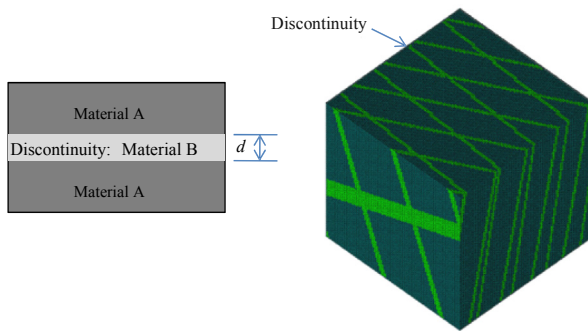 Discontinuity
Material A
Discontinuity: Material B
d
Material A